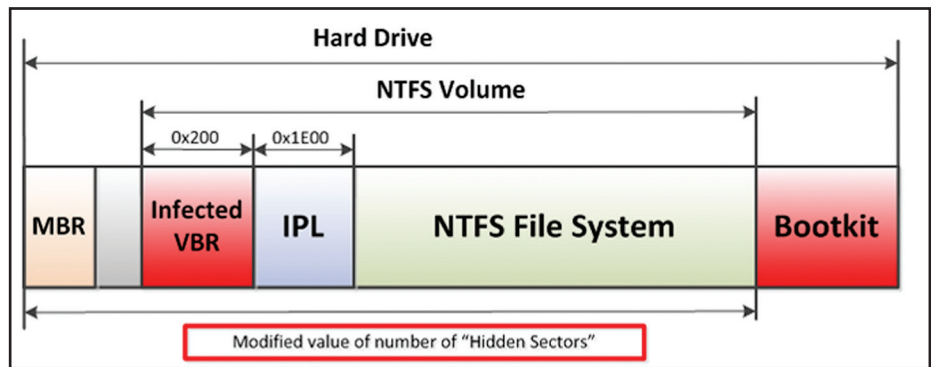 Hard Drive
NTFS Volume
0x200
0x1E00
MBR
Infected
VBR
IPL
NTFS File System
Bootkit
Modified value of number of “Hidden Sectors”